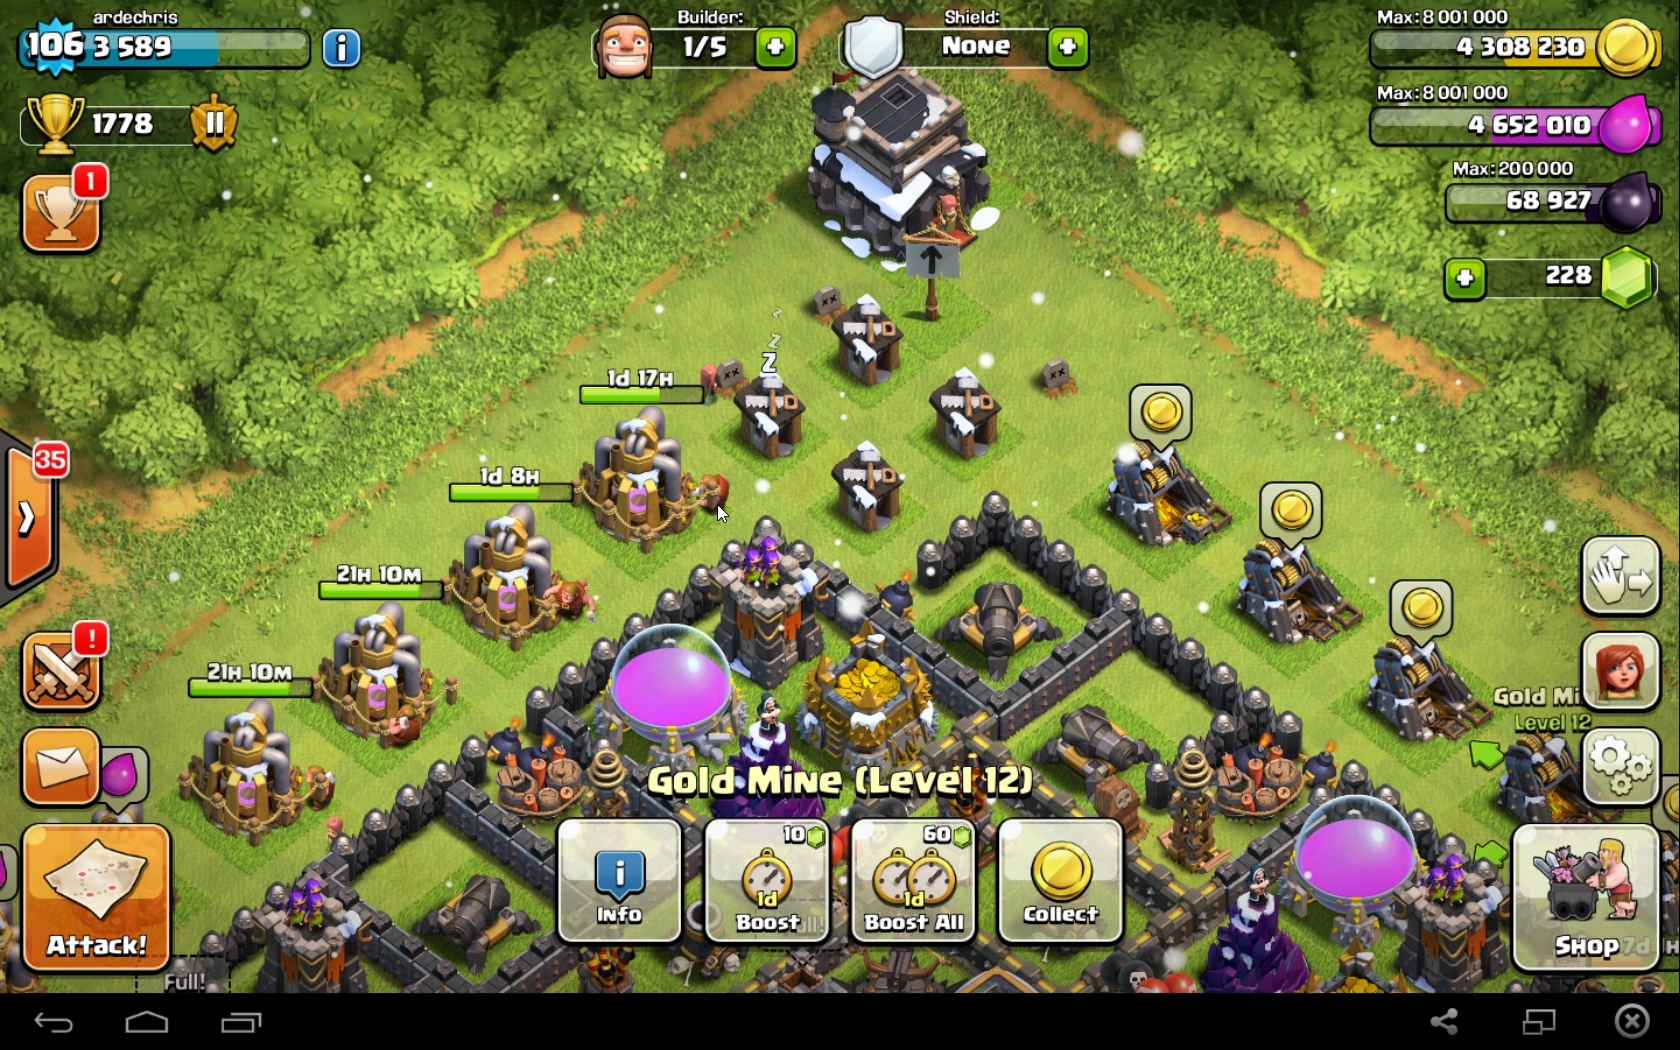 ardechris
106 3 589
i
Builder:
1/5
Shield:
None
Max: 8 001 000
4 308 230
Max: 8 001 000
4 652 010
Max: 200 000
68 927
228
1778
1
35
!
z
Z
Z
1d 17H
1d 8H
21H 10M
21H 10M
Level 12
Gold Mine (Level 12)
i
Info
10
1d
Boost
60
1d
Boost All
Collect
Attack!
Full!
Shop
7d